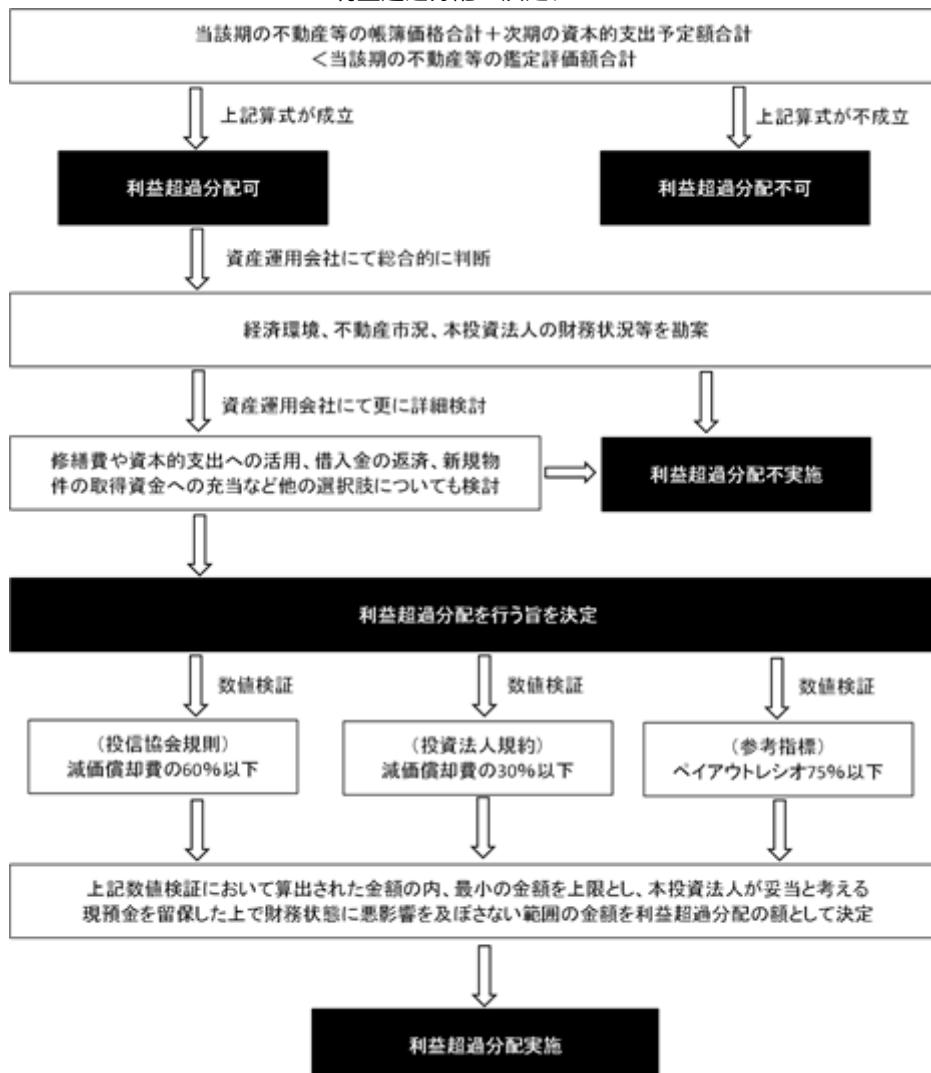 当該期の不動産等の帳簿価格合計＋次期の資本的支出予定額合計
＜当該期の不動産等の鑑定評価額合計
上記算式が成立
上記算式が不成立
利益超過分配可
利益超過分配不可
資産運用会社にて総合的に判断
経済環境、不動産市況、本投資法人の財務状況等を勘案
資産運用会社にて更に詳細検討
修繕費や資本的支出への活用、借入金の返済、新規物
件の取得資金への充当など他の選択肢についても検討
利益超過分配不実施
利益超過分配を行う旨を決定
数値検証
数値検証
数値検証
（投信協会規則）
減価償却費の60％以下
（投資法人規約）
減価償却費の30％以下
（参考指標）
ペイアウトレシオ75％以下
上記数値検証において算出された金額の内、最小の金額を上限とし、本投資法人が妥当と考える
現預金を留保した上で財務状態に悪影響を及ぼさない範囲の金額を利益超過分配の額として決定
利益超過分配実施